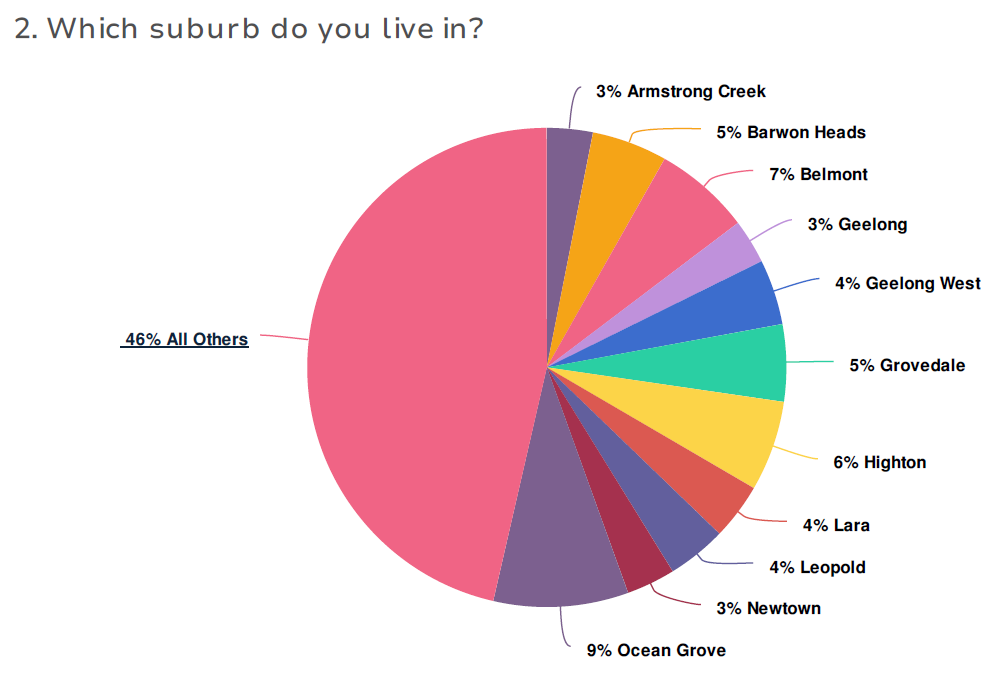 2. Which suburb do you live in?
3% Armstrong Creek
5% Barwon Heads
7% Belmont
3% Geelong
4% Geelong West
46% All Others
5% Grovedale
6% Highton
4% Lara
4% Leopold
3% Newtown
9% Ocean Grove